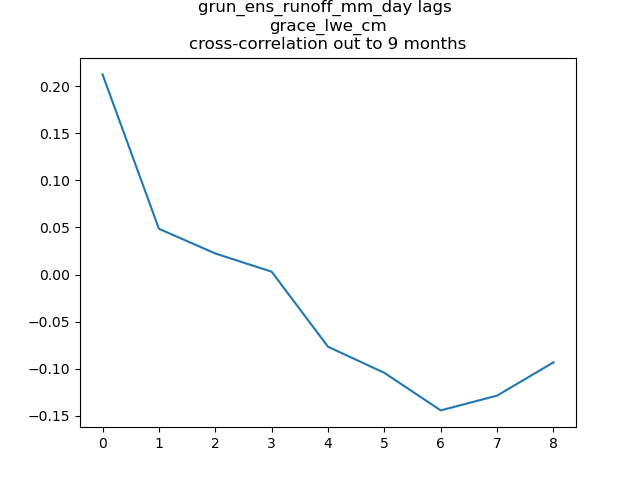 grun_ens_runoff_mm_day lags
grace_lwe_cm
cross-correlation out to 9 months
0.20
0.15
0.10
0.05
0.00
−0.05
−0.10
−0.15
0 1 2 3 4 5 6 7 8